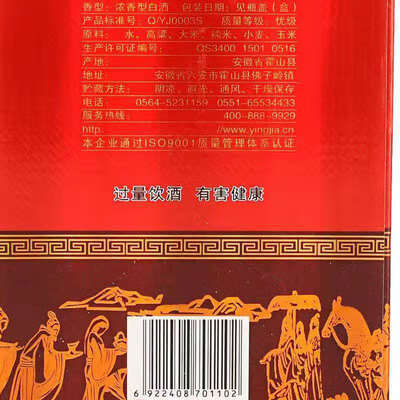 香型：浓香型白酒 包装日期：见瓶盖（盒）
产品标准号：Q/YJ0003S 质量等级：优级
原料：水、高粱、大米、糯米、小麦、玉米
生产许可证编号：QS3400 1501 0516
产地：安徽省霍山县
地址：安徽省六安市霍山县佛子岭镇
贮藏方法：阴凉、避光、通风、干燥保存
电话：0564-5231159 0551-65534433
服务热线：400-888-9929
http://www.yingjia.cn
本企业通过ISO9001质量管理体系认证
过量饮酒 有害健康
6 922408 701102